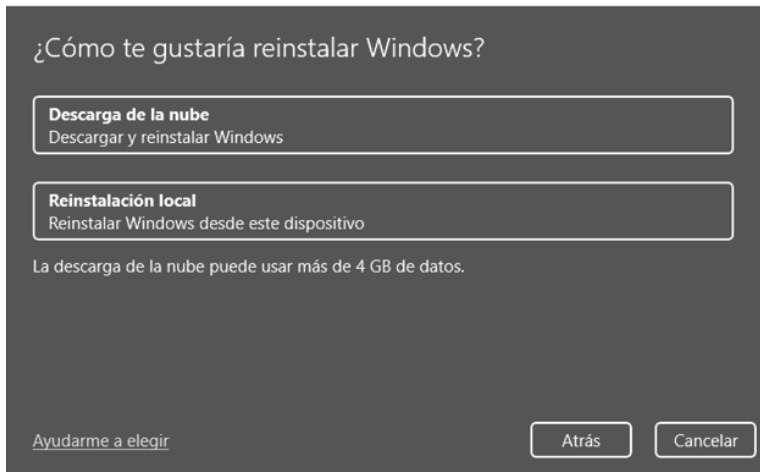 ¿Cómo te gustaría reinstalar Windows?
Descarga de la nube
Descargar y reinstalar Windows
Reinstalación local
Reinstalar Windows desde este dispositivo
La descarga de la nube puede usar más de 4 GB de datos.
Ayudarme a elegir
Atrás
Cancelar